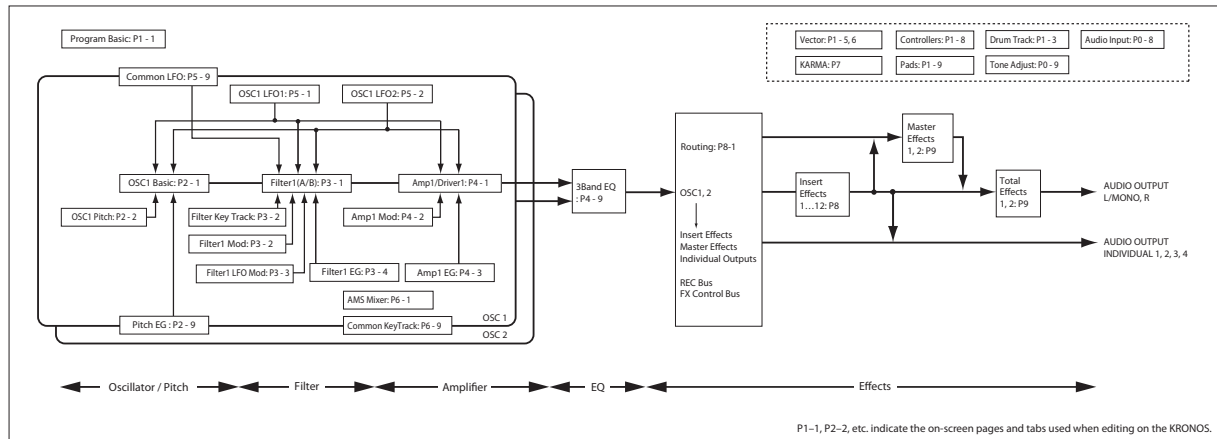 Program Basic: P1 - 1
Vector: P1 - 5, 6
Controllers: P1 - 8
Drum Track: P1 - 3
Audio Input: P0 - 8
KARMA: P7
Pads: P1 - 9
Tone Adjust: P0 - 9
Common LFO: P5 - 9
OSC1 LFO1: P5 - 1
OSC1 LFO2: P5 - 2
OSC1 Basic: P2 - 1
Filter1(A/B): P3 - 1
Amp1/Driver1: P4 - 1
OSC1 Pitch: P2 - 2
Filter Key Track: P3 - 2
Amp1 Mod: P4 - 2
Filter1 Mod: P3 - 2
Filter1 LFO Mod: P3 - 3
Filter1 EG: P3 - 4
Amp1 EG: P4 - 3
AMS Mixer: P6 - 1
Pitch EG : P2 - 9
Common KeyTrack: P6 - 9
OSC 1
OSC 2
3Band EQ
: P4 - 9
Routing: P8-1
OSC1, 2
Insert Effects
Master Effects
Individual Outputs
REC Bus
FX Control Bus
Insert
Effects
1…12: P8
Master
Effects
1, 2: P9
Total
Effects
1, 2: P9
AUDIO OUTPUT
L/MONO, R
AUDIO OUTPUT
INDIVIDUAL 1, 2, 3, 4
Oscillator / Pitch
Filter
Amplifier
EQ
Effects
P1–1, P2–2, etc. indicate the on-screen pages and tabs used when editing on the KRONOS.